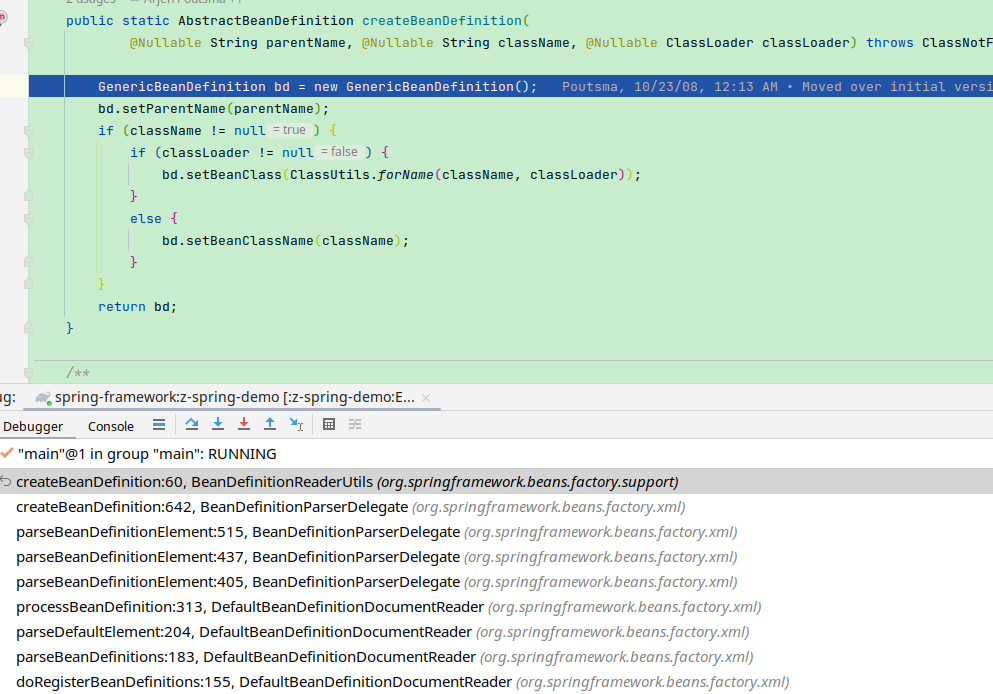 2 usages Arjen Poutsma +1
public static AbstractBeanDefinition createBeanDefinition(
@Nullable String parentName, @Nullable String className, @Nullable ClassLoader classLoader) throws ClassNotF
GenericBeanDefinition bd = new GenericBeanDefinition(); Poutsma, 10/23/08, 12:13 AM • Moved over initial versi
bd.setParentName(parentName);
if (className != null = true ) {
if (classLoader != null = false ) {
bd.setBeanClass(ClassUtils.forName(className, classLoader));
}
else {
bd.setBeanClassName(className);
}
}
return bd;
}
/**
ug: spring-framework:z-spring-demo [:z-spring-demo:E... ×
Debugger Console
"main"@1 in group "main": RUNNING
createBeanDefinition:60, BeanDefinitionReaderUtils (org.springframework.beans.factory.support)
createBeanDefinition:642, BeanDefinitionParserDelegate (org.springframework.beans.factory.xml)
parseBeanDefinitionElement:515, BeanDefinitionParserDelegate (org.springframework.beans.factory.xml)
parseBeanDefinitionElement:437, BeanDefinitionParserDelegate (org.springframework.beans.factory.xml)
parseBeanDefinitionElement:405, BeanDefinitionParserDelegate (org.springframework.beans.factory.xml)
processBeanDefinition:313, DefaultBeanDefinitionDocumentReader (org.springframework.beans.factory.xml)
parseDefaultElement:204, DefaultBeanDefinitionDocumentReader (org.springframework.beans.factory.xml)
parseBeanDefinitions:183, DefaultBeanDefinitionDocumentReader (org.springframework.beans.factory.xml)
doRegisterBeanDefinitions:155, DefaultBeanDefinitionDocumentReader (org.springframework.beans.factory.xml)